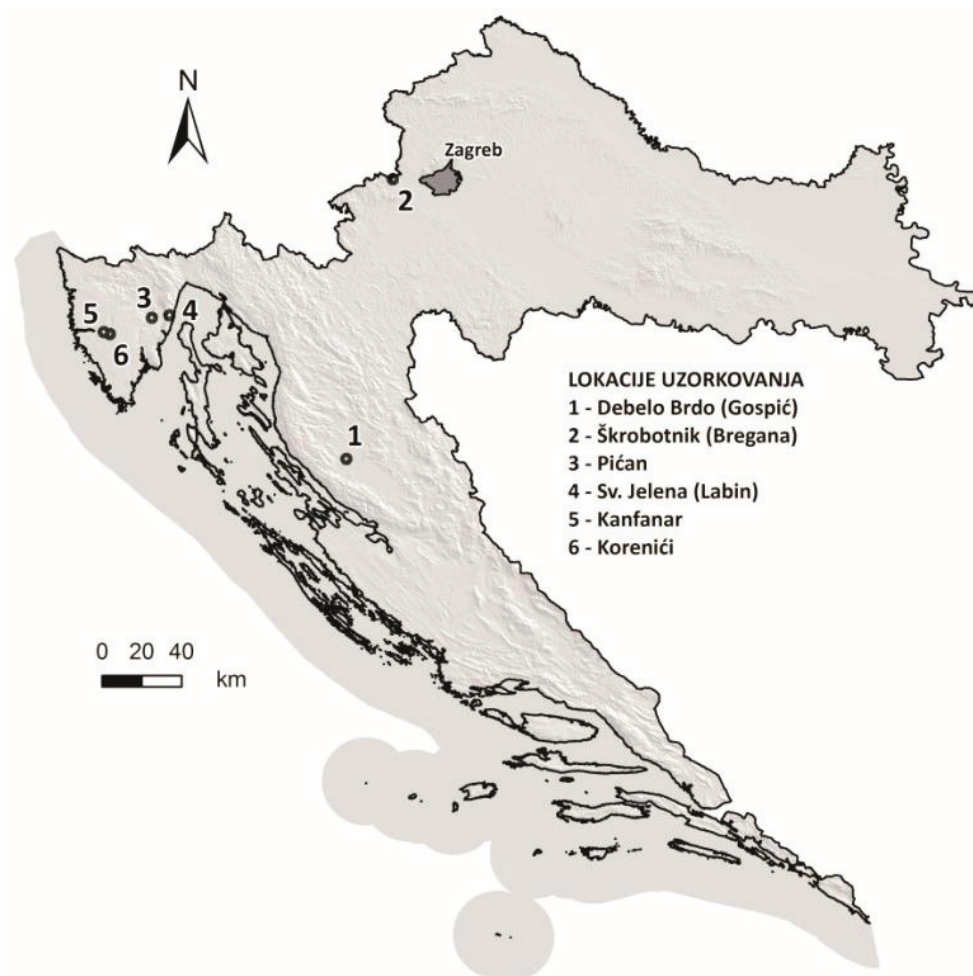 N
Zagreb
2
3
4
5
6
1
LOKACIJE UZORKOVANJA
1 - Debelo Brdo (Gospić)
2 - Škrobotnik (Bregana)
3 - Pićan
4 - Sv. Jelena (Labin)
5 - Kanfanar
6 - Korenići
0 20 40
km